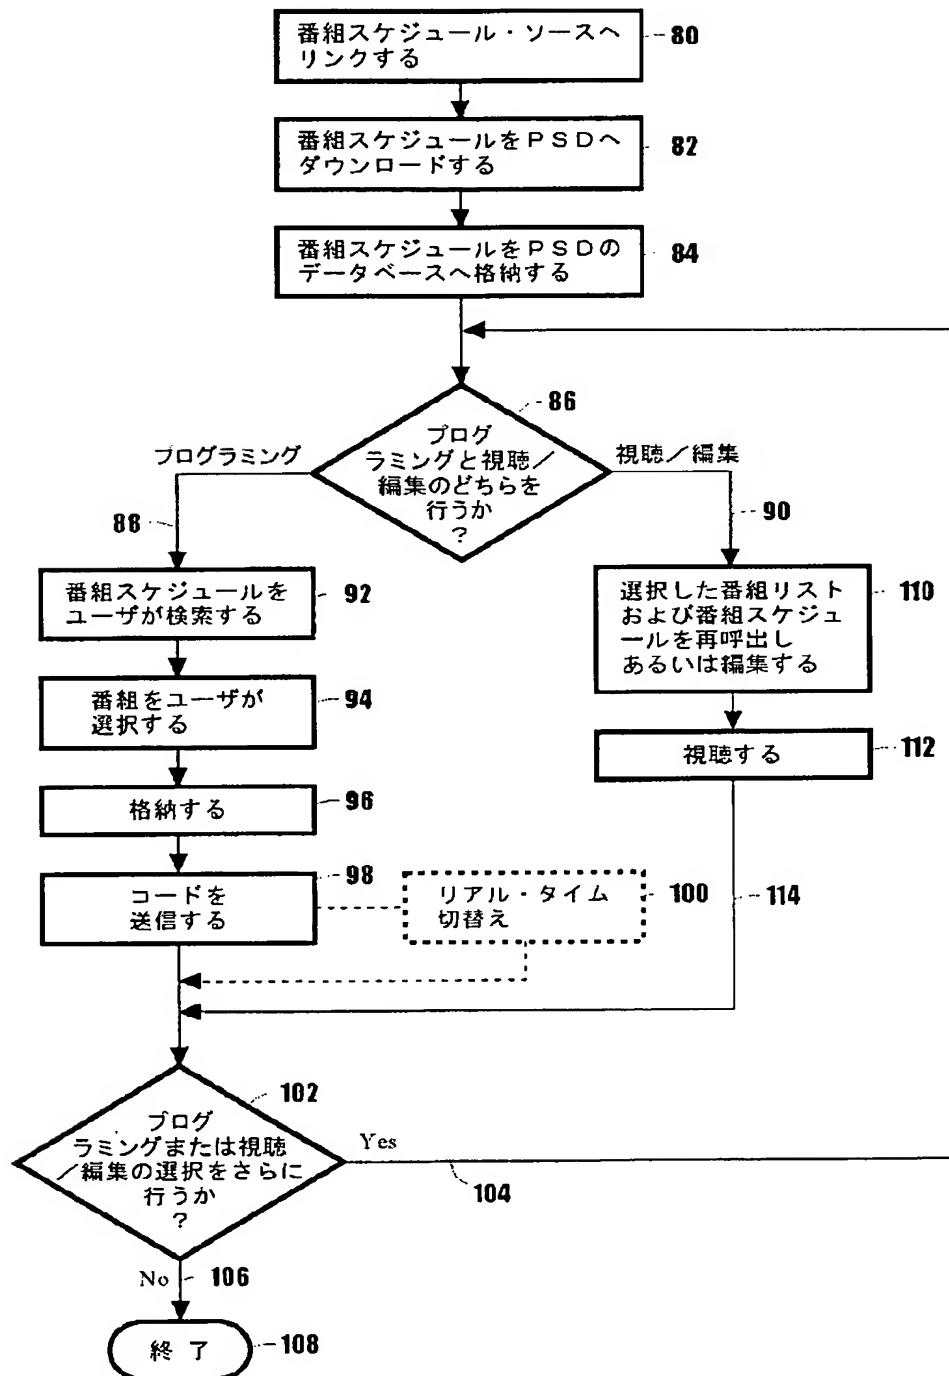 番組スケジュール・ソースへ
リンクする
80
番組スケジュールをPSDへ
ダウンロードする
82
番組スケジュールをPSDの
データベースへ格納する
84
86
プログ
ラミングと視聴/
編集のどちらを
行うか
?
プログラミング
視聴/編集
88
90
番組スケジュールを
ユーザが検索する
92
選択した番組リスト
および番組スケジュ
ールを再呼出し
あるいは編集する
110
番組をユーザが
選択する
94
視聴する
112
格納する
96
コードを
送信する
98
リアル・タイム
切替え
100
114
102
プログ
ラミングまたは視聴
/編集の選択をさらに
行うか
?
Yes
104
No
106
終了
108